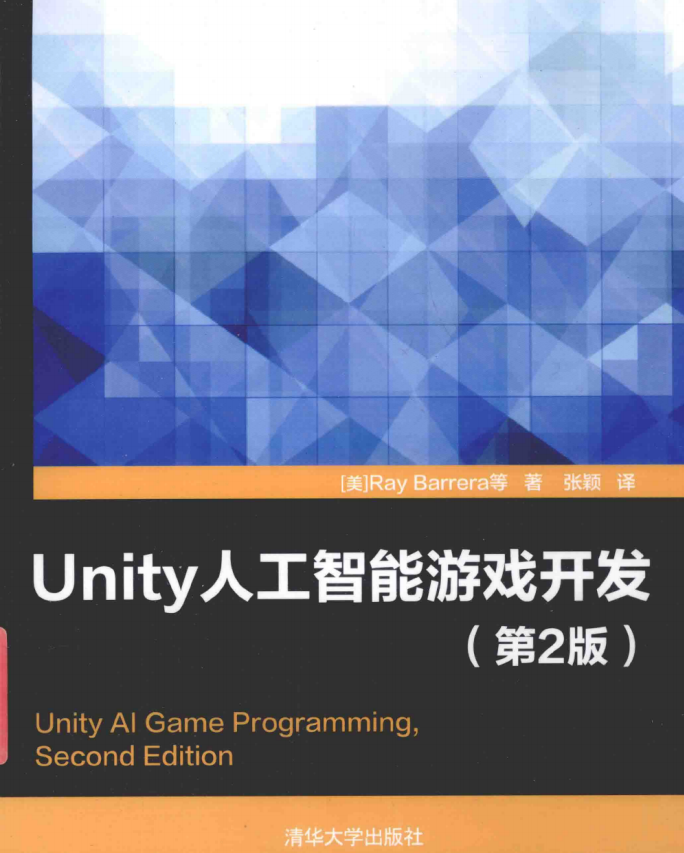 [美]Ray Barrera等 著 张颖 译
Unity人工智能游戏开发
（第2版）
Unity AI Game Programming,
Second Edition
清华大学出版社